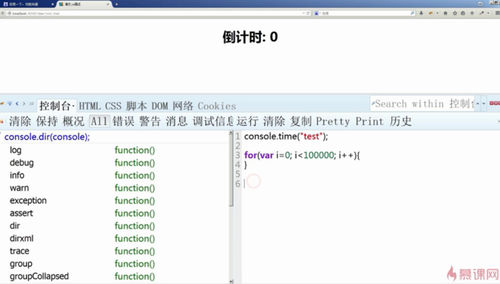 倒计时: 0
控制台 HTML CSS 脚本 DOM 网络 Cookies
Search within 控制台
清除 保持 概况 All 错误 警告 消息 调试信息
运行 清除 复制 Pretty Print 历史
console.dir(console);
log function()
debug function()
info function()
warn function()
exception function()
assert function()
dir function()
dirxml function()
trace function()
group function()
groupCollapsed function()
1 console.time("test");
2
3 for(var i=0; i<100000; i++){
4 }
5
6
慕课网